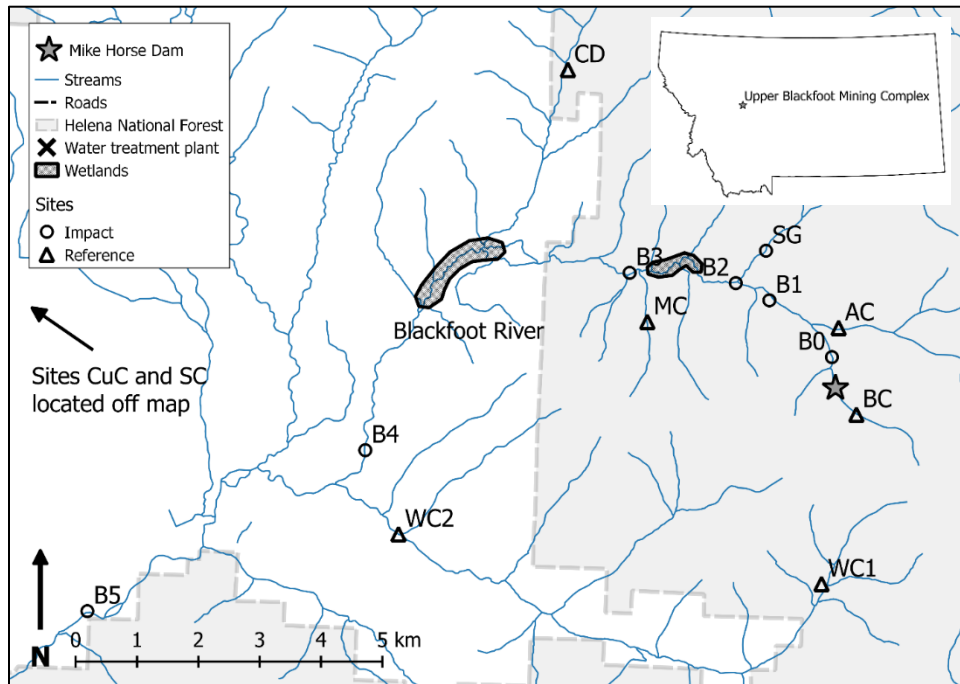 Mike Horse Dam
Streams
Roads
Helena National Forest
Water treatment plant
Wetlands
Sites
Impact
Reference
CD
Upper Blackfoot Mining Complex
SG
B3
B2
B1
MC
AC
Blackfoot River
B0
Sites CuC and SC
located off map
BC
B4
WC2
WC1
B5
0 1 2 3 4 5 km
N